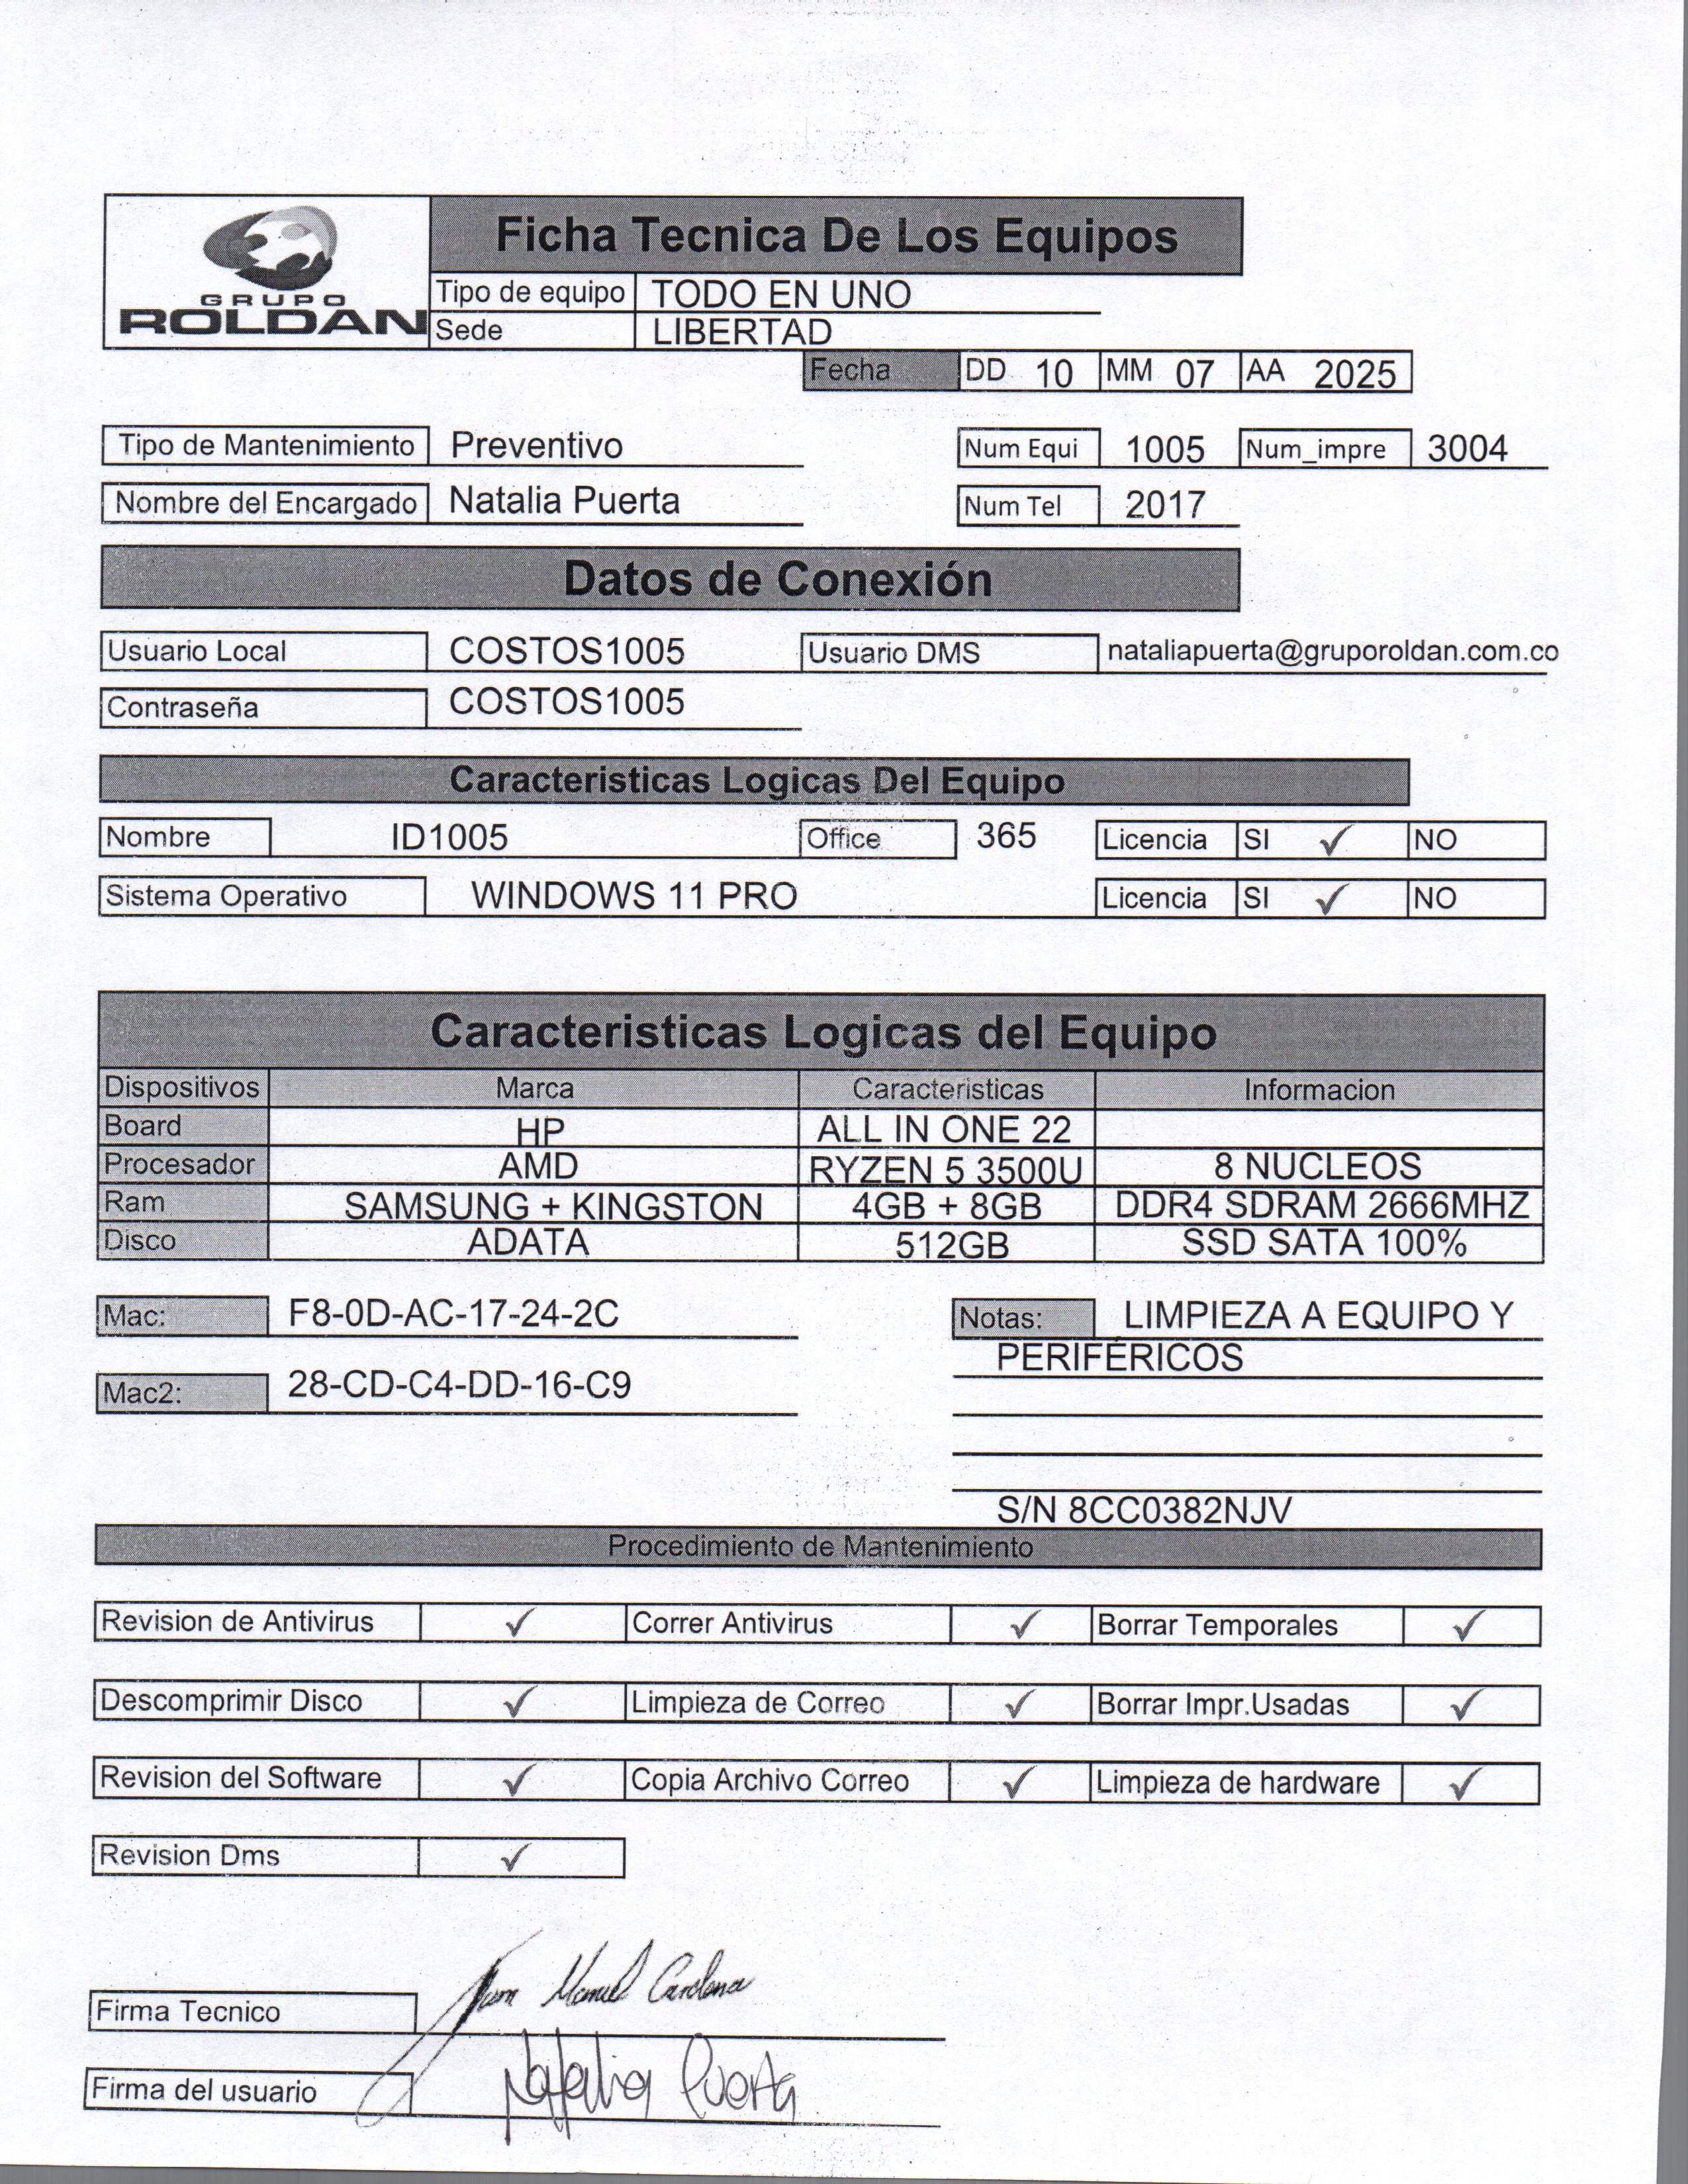 Ficha Tecnica De Los Equipos
GRUPO
ROLDAN
Tipo de equipo TODO EN UNO
Sede LIBERTAD
Fecha DD 10 MM 07 AA 2025
Tipo de Mantenimiento Preventivo Num Equi 1005 Num_impre 3004
Nombre del Encargado Natalia Puerta Num Tel 2017
Datos de Conexión
Usuario Local COSTOS1005 Usuario DMS nataliapuerta@gruporoldan.com.co
Contraseña COSTOS1005
Caracteristicas Logicas Del Equipo
Nombre ID1005 Office 365 Licencia SI ✓ NO
Sistema Operativo WINDOWS 11 PRO Licencia SI ✓ NO
Caracteristicas Logicas del Equipo
Dispositivos Marca Caracteristicas Informacion
Board HP ALL IN ONE 22
Procesador AMD RYZEN 5 3500U 8 NUCLEOS
Ram SAMSUNG + KINGSTON 4GB + 8GB DDR4 SDRAM 2666MHZ
Disco ADATA 512GB SSD SATA 100%
Mac: F8-0D-AC-17-24-2C Notas: LIMPIEZA A EQUIPO Y
PERIFÉRICOS
Mac2: 28-CD-C4-DD-16-C9
S/N 8CC0382NJV
Procedimiento de Mantenimiento
Revision de Antivirus ✓ Correr Antivirus ✓ Borrar Temporales ✓
Descomprimir Disco ✓ Limpieza de Correo ✓ Borrar Impr.Usadas ✓
Revision del Software ✓ Copia Archivo Correo ✓ Limpieza de hardware ✓
Revision Dms ✓
Firma Tecnico Juan Manuel Cardona
Firma del usuario Natalia Puerta